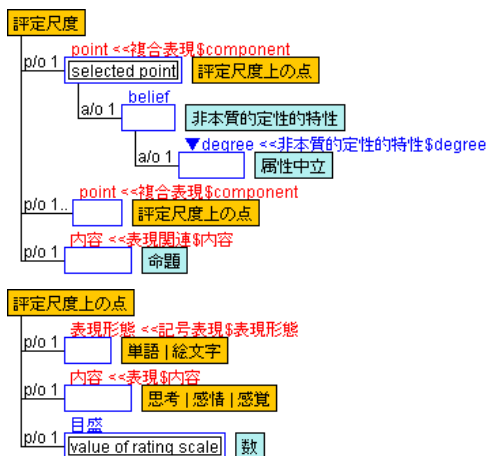 評定尺度
point <<複合表現$component
p/o 1 selected point 評定尺度上の点
belief
a/o 1 非本質的定性的特性
▼degree <<非本質的定性的特性$degree
a/o 1 属性中立
point <<複合表現$component
p/o 1.. 評定尺度上の点
内容 <<表現関連$内容
p/o 1 命題
評定尺度上の点
表現形態 <<記号表現$表現形態
p/o 1 単語 | 絵文字
内容 <<表現$内容
p/o 1 思考 | 感情 | 感覚
目盛
p/o 1 value of rating scale 数